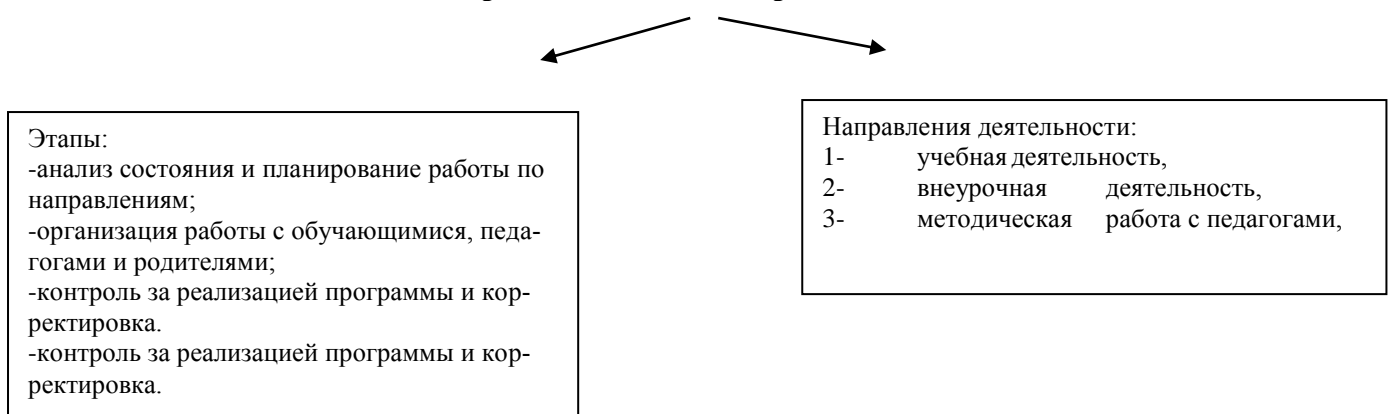 Этапы:
-анализ состояния и планирование работы по
направлениям;
-организация работы с обучающимися, педа-
гогами и родителями;
-контроль за реализацией программы и кор-
ректировка.
-контроль за реализацией программы и кор-
ректировка.
Направления деятельности:
1- учебная деятельность,
2- внеурочная деятельность,
3- методическая работа с педагогами,